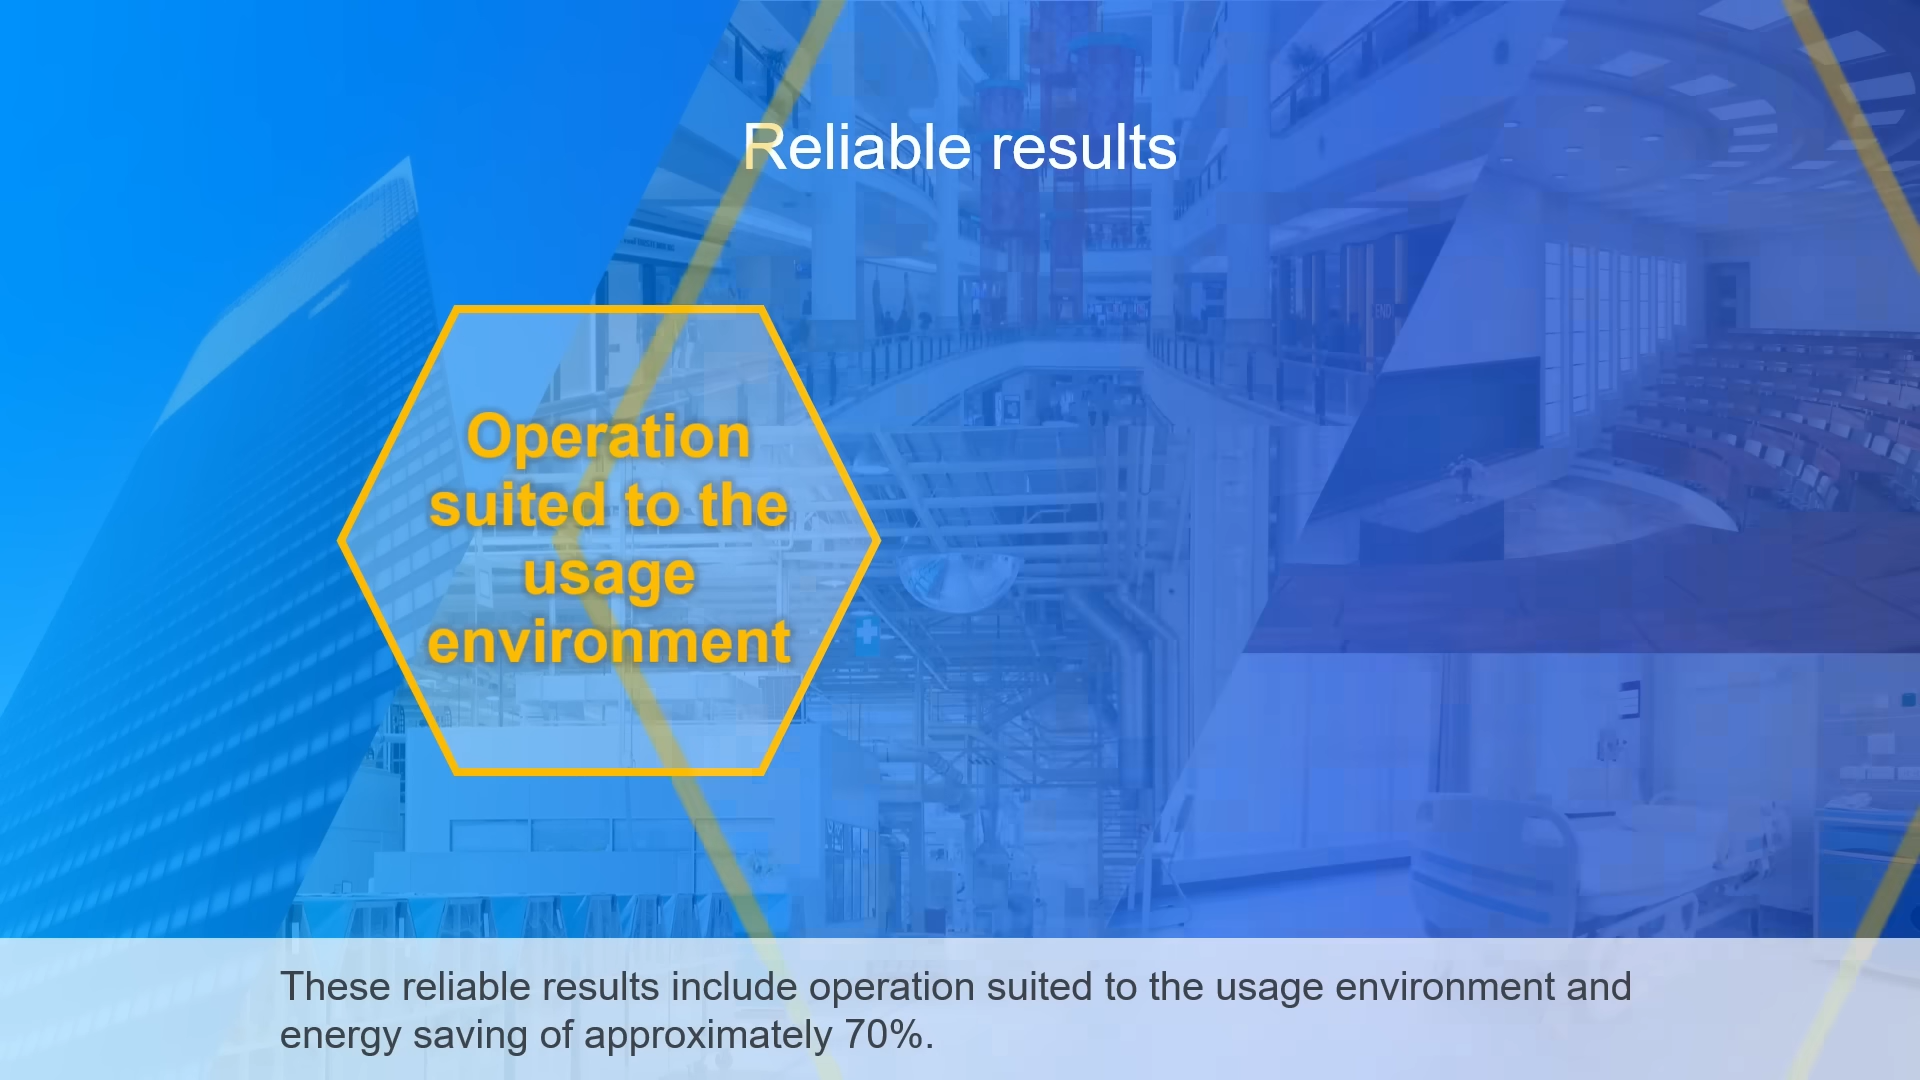 Reliable results
Operation
suited to the
usage
environment
These reliable results include operation suited to the usage environment and
energy saving of approximately 70%.